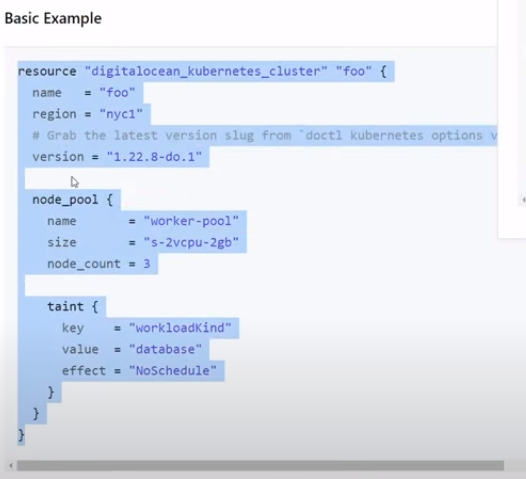 Basic Example
resource "digitalocean_kubernetes_cluster" "foo" {
  name   = "foo"
  region = "nyc1"
  # Grab the latest version slug from `doctl kubernetes options v
  version = "1.22.8-do.1"

  node_pool {
    name       = "worker-pool"
    size       = "s-2vcpu-2gb"
    node_count = 3

    taint {
      key    = "workloadKind"
      value  = "database"
      effect = "NoSchedule"
    }
  }
}